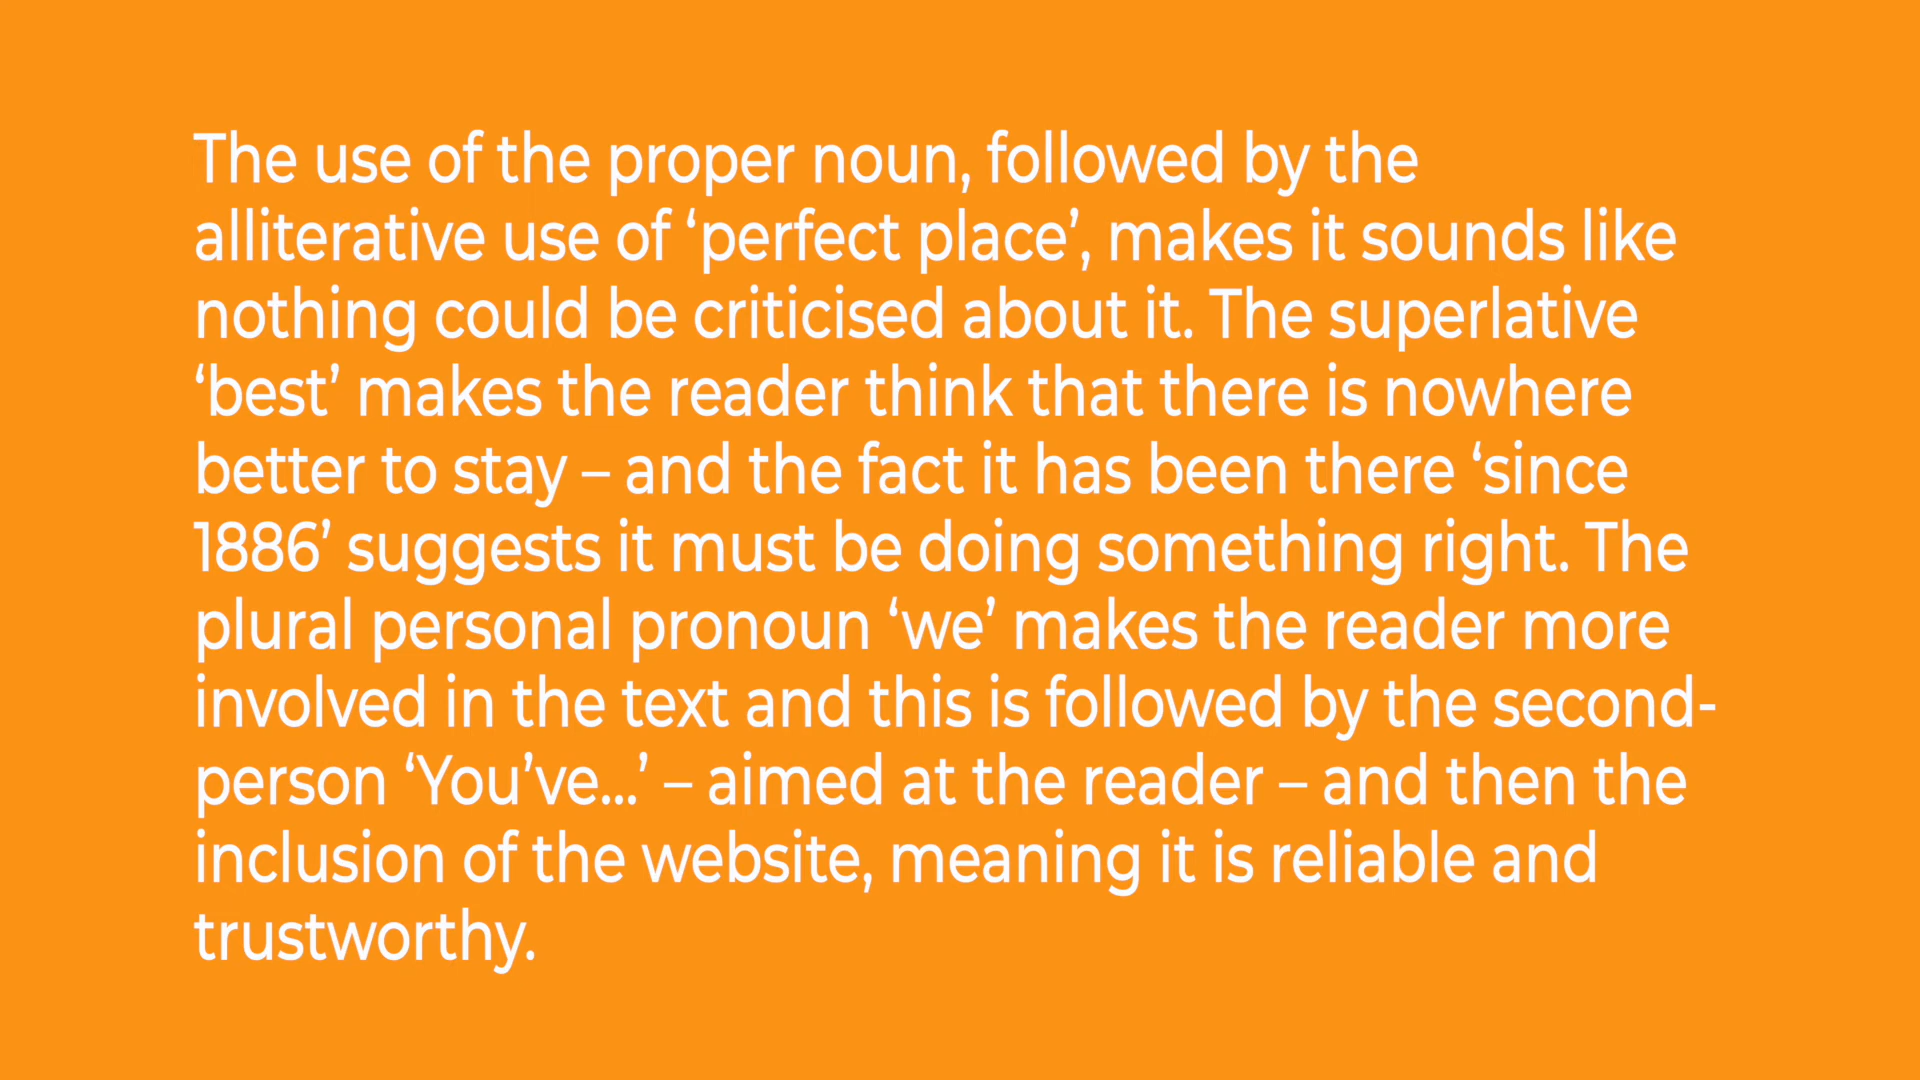 The use of the proper noun, followed by the
alliterative use of ‘perfect place’, makes it sounds like
nothing could be criticised about it. The superlative
‘best’ makes the reader think that there is nowhere
better to stay – and the fact it has been there ‘since
1886’ suggests it must be doing something right. The
plural personal pronoun ‘we’ makes the reader more
involved in the text and this is followed by the second-
person ‘You’ve...’ – aimed at the reader – and then the
inclusion of the website, meaning it is reliable and
trustworthy.